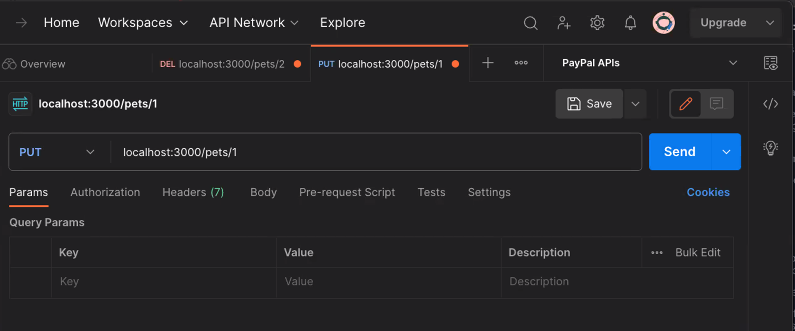 Home Workspaces API Network Explore Upgrade
Overview DEL localhost:3000/pets/2 PUT localhost:3000/pets/1 PayPal APIs
HTTP localhost:3000/pets/1 Save
PUT localhost:3000/pets/1 Send
Params Authorization Headers (7) Body Pre-request Script Tests Settings Cookies
Query Params
Key Value Description Bulk Edit
Key Value Description